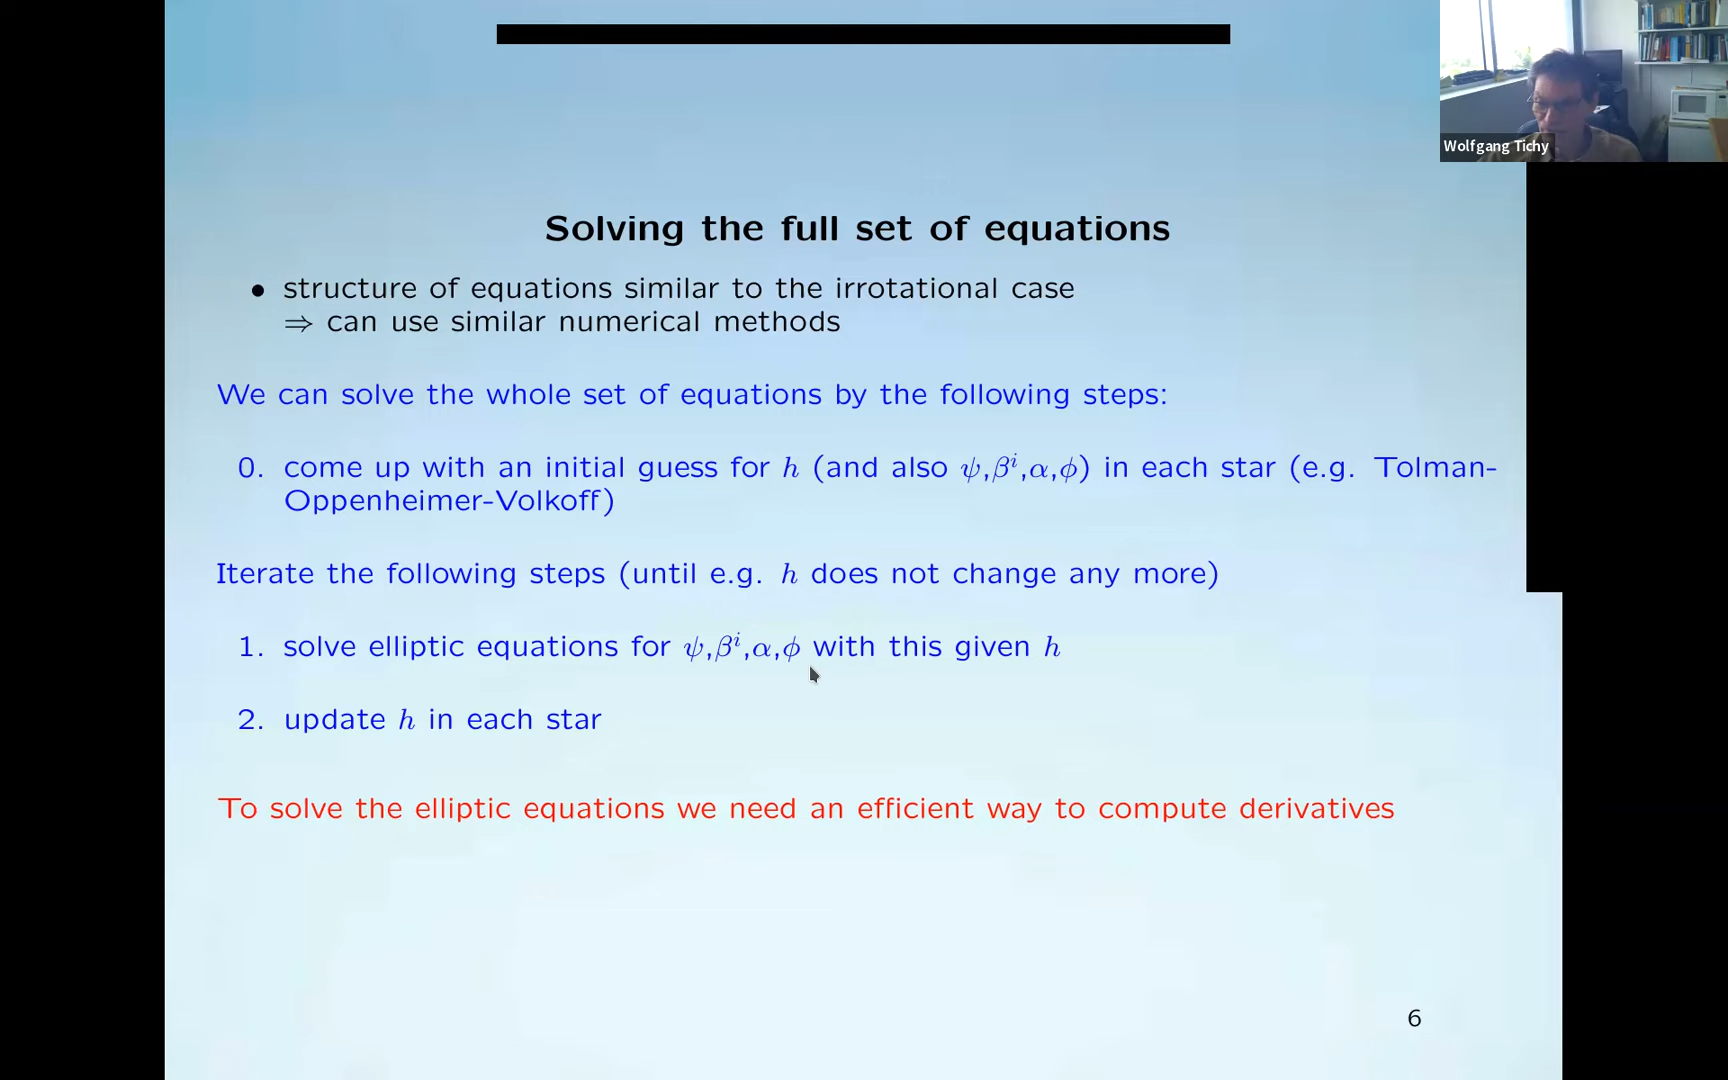 Wolfgang Tichy
Solving the full set of equations
• structure of equations similar to the irrotational case
⇒ can use similar numerical methods
We can solve the whole set of equations by the following steps:
0. come up with an initial guess for h (and also ψ,βⁱ,α,ϕ) in each star (e.g. Tolman-
Oppenheimer-Volkoff)
Iterate the following steps (until e.g. h does not change any more)
1. solve elliptic equations for ψ,βⁱ,α,ϕ with this given h
2. update h in each star
To solve the elliptic equations we need an efficient way to compute derivatives
6